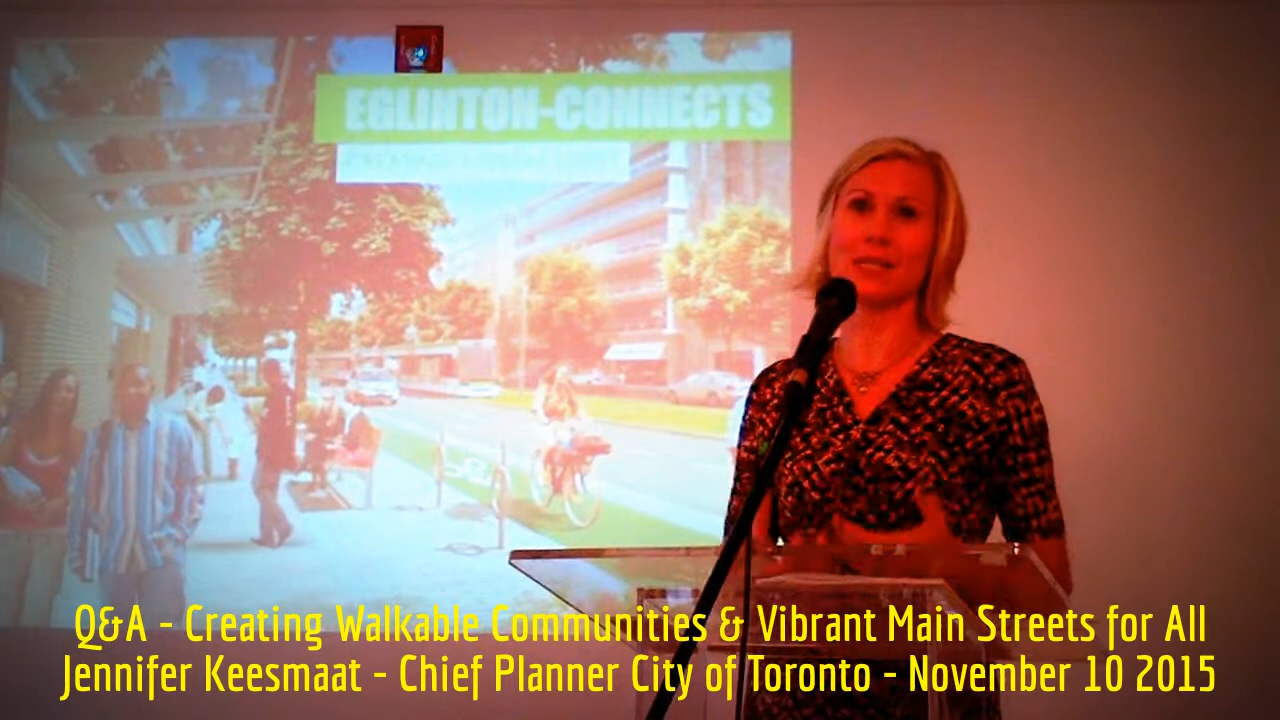 EGLINTON-CONNECTS
Q&A - Creating Walkable Communities & Vibrant Main Streets for All
Jennifer Keesmaat - Chief Planner City of Toronto - November 10 2015